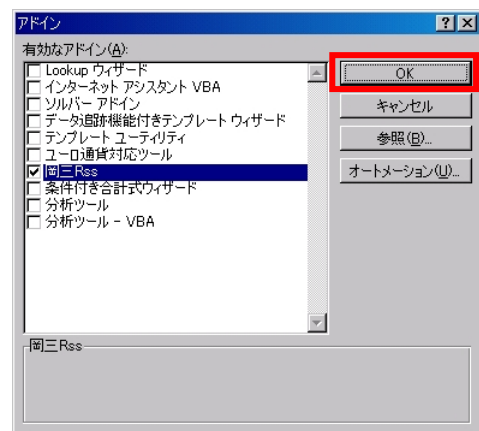 アドイン
有効なアドイン(A):
Lookup ウィザード
インターネット アシスタント VBA
ソルバー アドイン
データ追跡機能付きテンプレート ウィザード
テンプレート ユーティリティ
ユーロ通貨対応ツール
岡三Rss
条件付き合計式ウィザード
分析ツール
分析ツール - VBA
OK
キャンセル
参照(B)...
オートメーション(U)...
岡三Rss